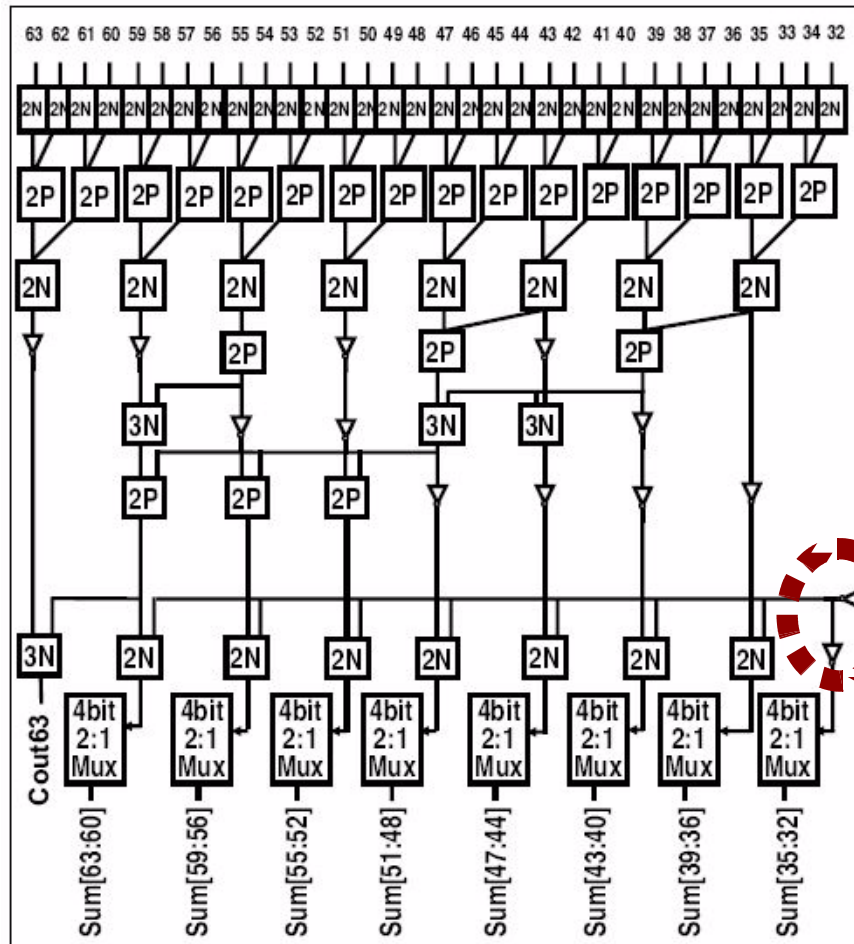 63 62 61 60 59 58 57 56 55 54 53 52 51 50 49 48 47 46 45 44 43 42 41 40 39 38 37 36 35 33 34 32
2N 2N 2N 2N 2N 2N 2N 2N 2N 2N 2N 2N 2N 2N 2N 2N 2N 2N 2N 2N 2N 2N 2N 2N 2N 2N 2N 2N 2N 2N 2N 2N
2P 2P 2P 2P 2P 2P 2P 2P 2P 2P 2P 2P 2P 2P 2P 2P
2N 2N 2N 2N 2N 2N 2N 2N
2P 2P 2P
3N 3N 3N
2P 2P 2P
3N 2N 2N 2N 2N 2N 2N 2N
4bit 4bit 4bit 4bit 4bit 4bit 4bit 4bit
2:1 2:1 2:1 2:1 2:1 2:1 2:1 2:1
Mux Mux Mux Mux Mux Mux Mux Mux
Cout63
Sum[63:60]
Sum[59:56]
Sum[55:52]
Sum[51:48]
Sum[47:44]
Sum[43:40]
Sum[39:36]
Sum[35:32]